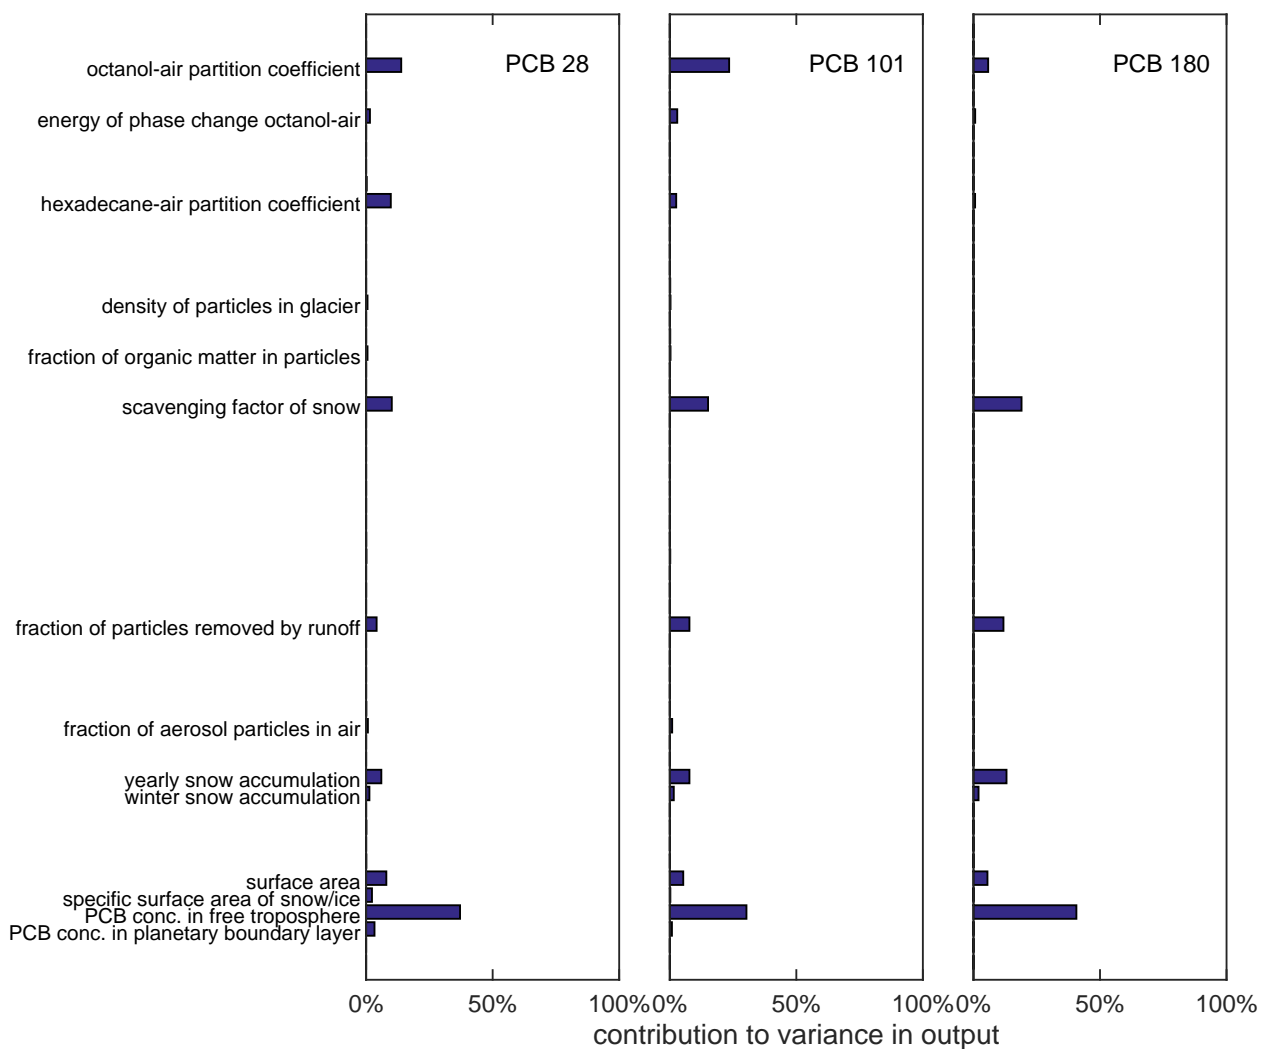 PCB 28
PCB 101
PCB 180
octanol-air partition coefficient
energy of phase change octanol-air
hexadecane-air partition coefficient
density of particles in glacier
fraction of organic matter in particles
scavenging factor of snow
fraction of particles removed by runoff
fraction of aerosol particles in air
yearly snow accumulation
winter snow accumulation
surface area
specific surface area of snow/ice
PCB conc. in free troposphere
PCB conc. in planetary boundary layer
0% 50% 100% 0% 50% 100% 0% 50% 100%
contribution to variance in output